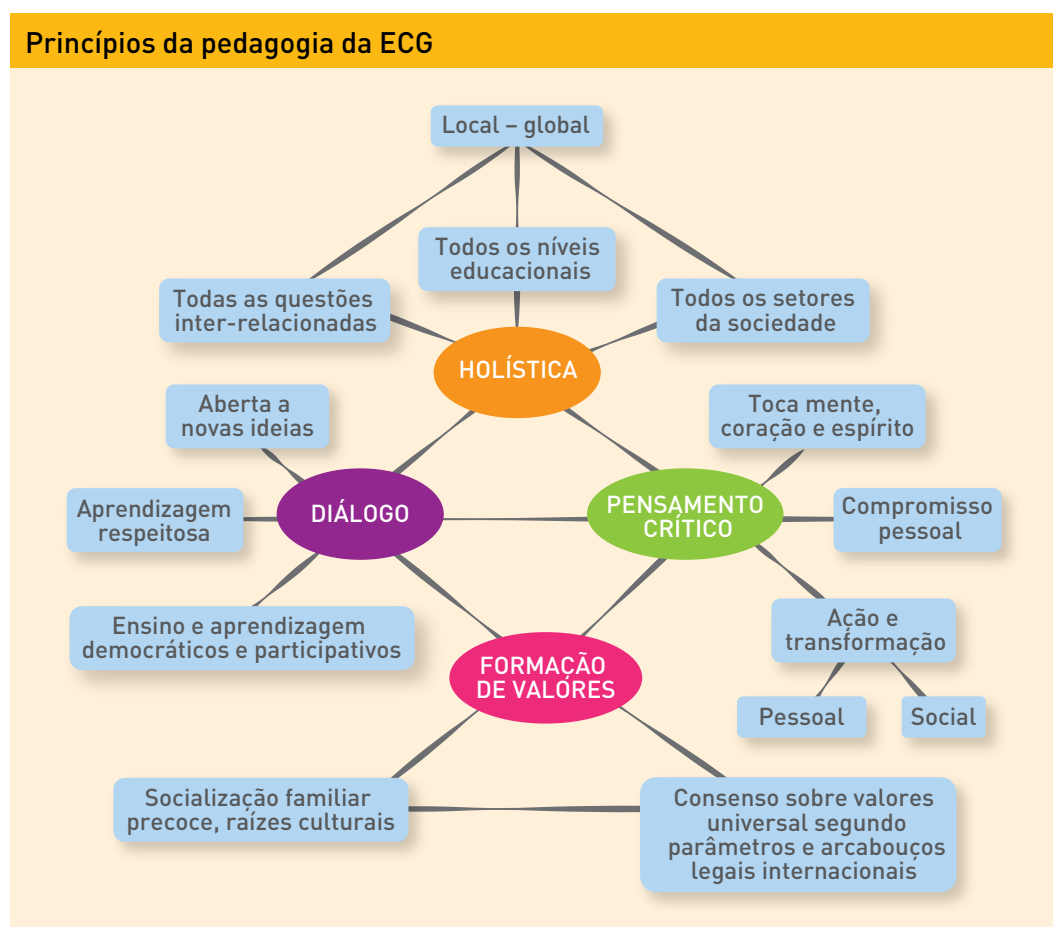 Princípios da pedagogia da ECG
Local – global
Todos os níveis
educacionais
Todas as questões
inter-relacionadas
Todos os setores
da sociedade
HOLÍSTICA
Aberta a
novas ideias
Toca mente,
coração e espírito
Aprendizagem
respeitosa
DIÁLOGO
PENSAMENTO
CRÍTICO
Compromisso
pessoal
Ensino e aprendizagem
democráticos e participativos
Ação e
transformação
FORMAÇÃO
DE VALORES
Pessoal
Social
Socialização familiar
precoce, raízes culturais
Consenso sobre valores
universal segundo
parâmetros e arcabouços
legais internacionais